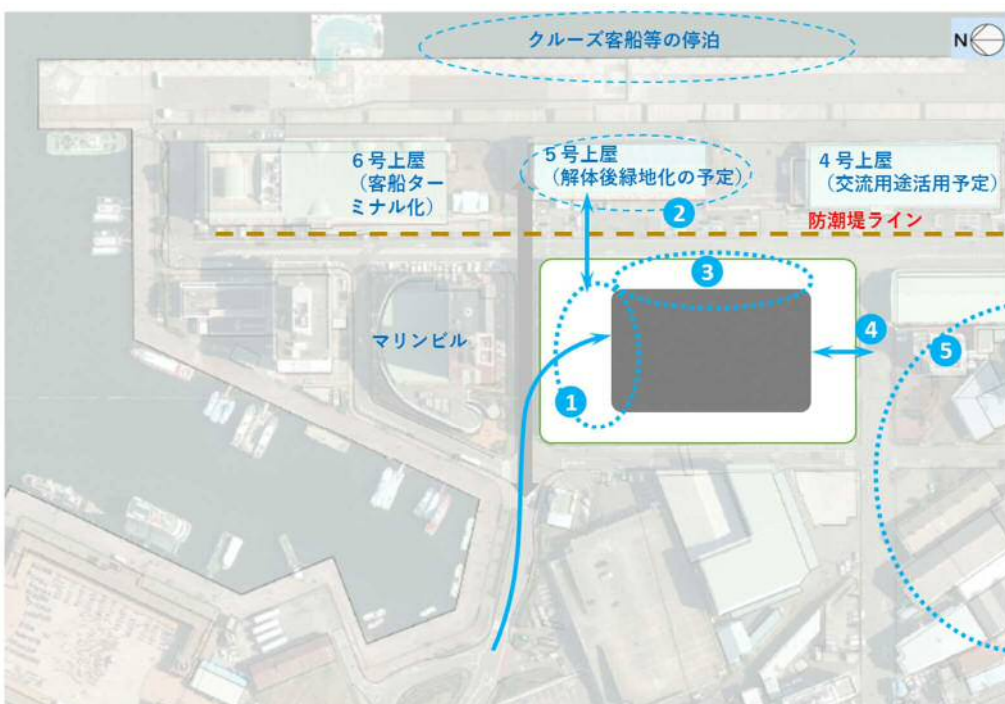 クルーズ客船等の停泊
N
6号上屋
（客船ター
ミナル化）
5号上屋
（解体後緑地化の予定）
4号上屋
（交流用途活用予定）
2
防潮堤ライン
3
マリンビル
4
5
1